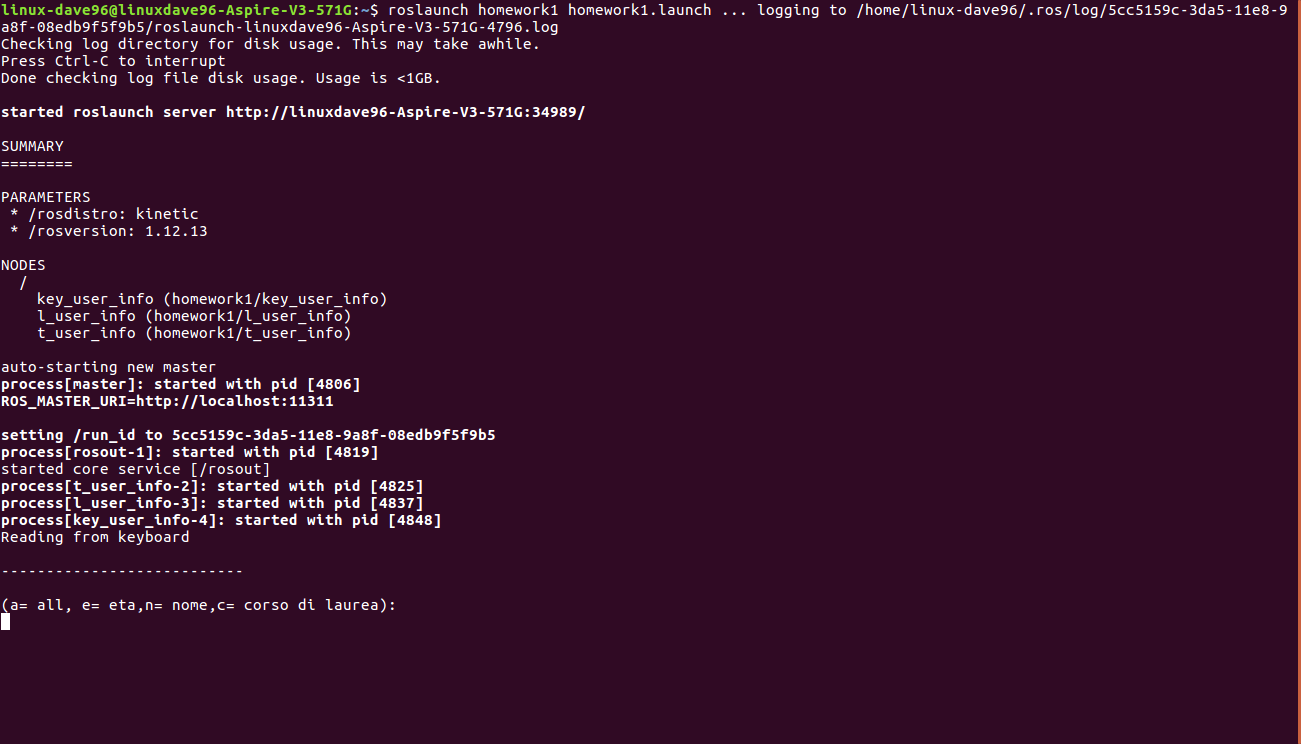 linux-dave96@linuxdave96-Aspire-V3-571G:~$ roslaunch homework1 homework1.launch ... logging to /home/linux-dave96/.ros/log/5cc5159c-3da5-11e8-9
a8f-08edb9f5f9b5/roslaunch-linuxdave96-Aspire-V3-571G-4796.log
Checking log directory for disk usage. This may take awhile.
Press Ctrl-C to interrupt
Done checking log file disk usage. Usage is <1GB.
started roslaunch server http://linuxdave96-Aspire-V3-571G:34989/
SUMMARY
========
PARAMETERS
 * /rosdistro: kinetic
 * /rosversion: 1.12.13
NODES
  /
    key_user_info (homework1/key_user_info)
    l_user_info (homework1/l_user_info)
    t_user_info (homework1/t_user_info)
auto-starting new master
process[master]: started with pid [4806]
ROS_MASTER_URI=http://localhost:11311
setting /run_id to 5cc5159c-3da5-11e8-9a8f-08edb9f5f9b5
process[rosout-1]: started with pid [4819]
started core service [/rosout]
process[t_user_info-2]: started with pid [4825]
process[l_user_info-3]: started with pid [4837]
process[key_user_info-4]: started with pid [4848]
Reading from keyboard
---------------------------
(a= all, e= eta,n= nome,c= corso di laurea):